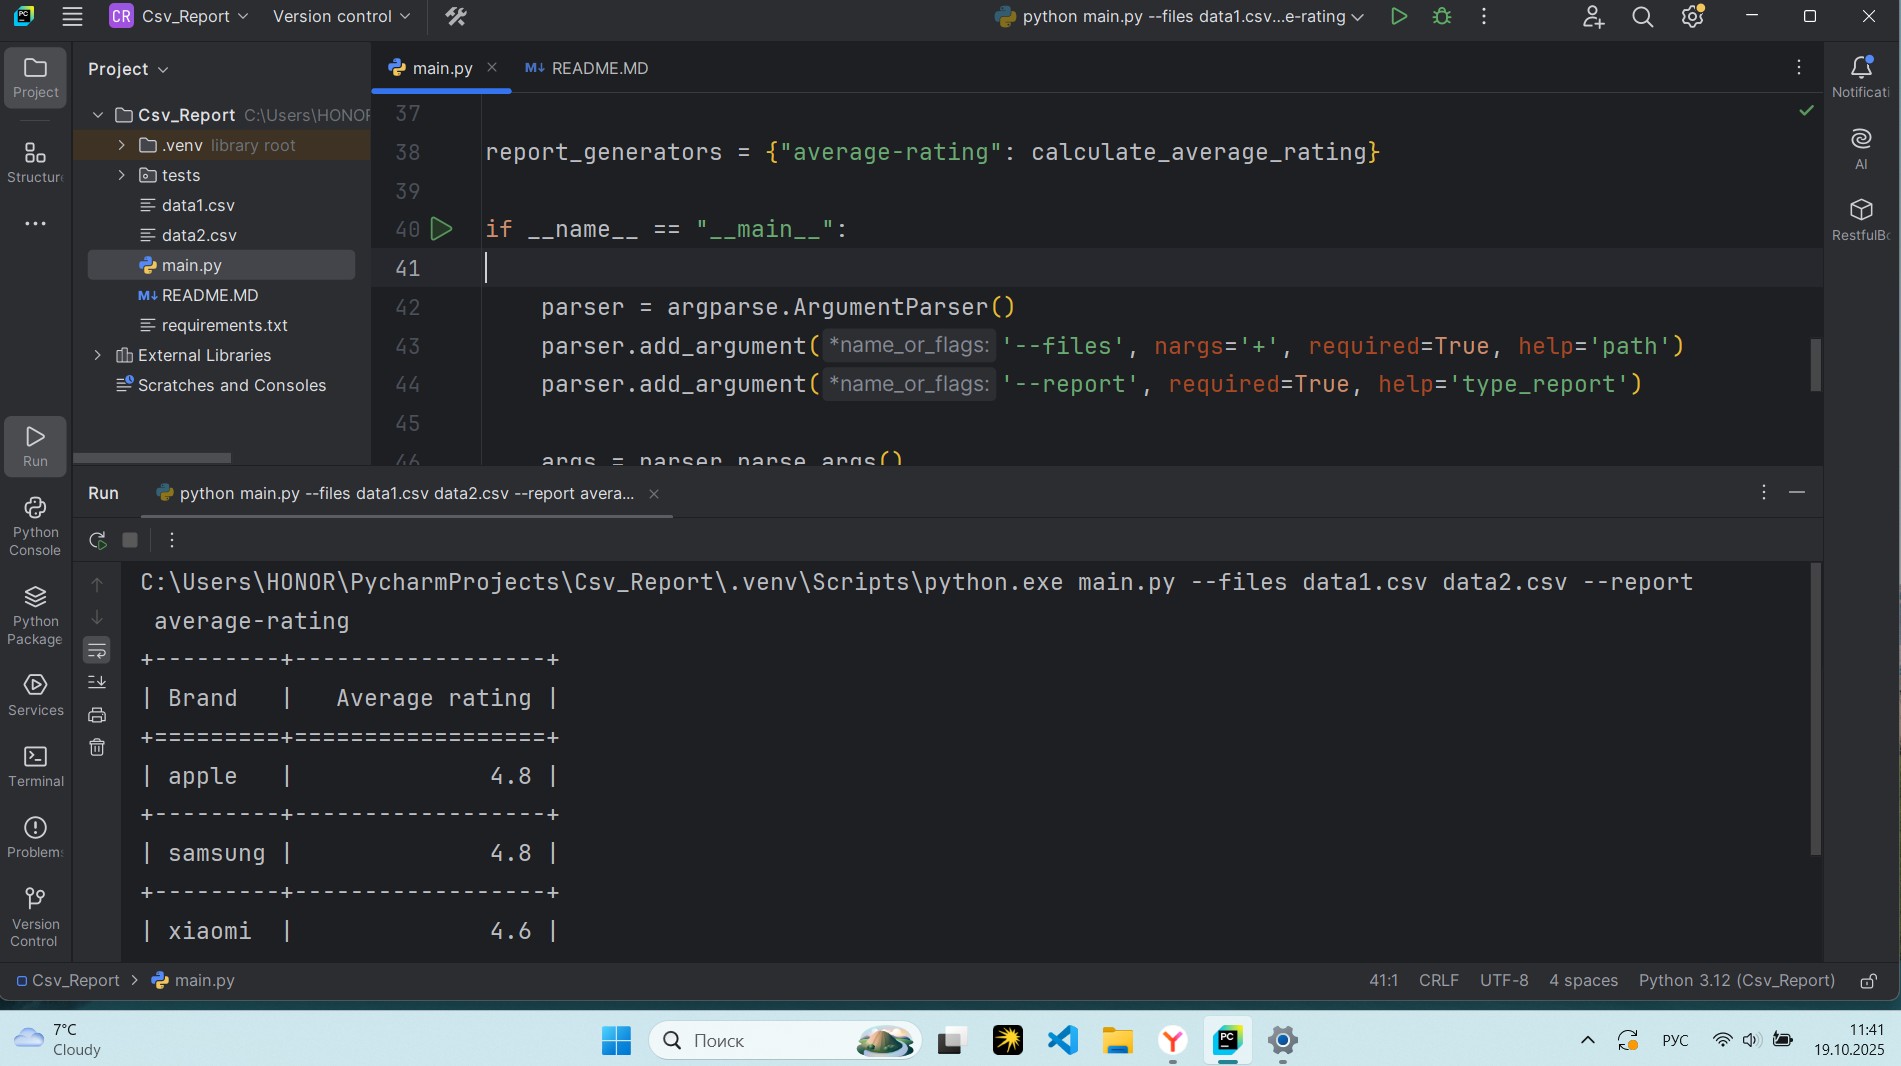 CR Csv_Report
Version control
python main.py --files data1.csv...e-rating
Project
Project
main.py
M↓ README.MD
Csv_Report C:\Users\HONOR
.venv library root
tests
data1.csv
data2.csv
main.py
M↓ README.MD
requirements.txt
External Libraries
Scratches and Consoles
Structure
Notificati
AI
RestfulBo
37
38 report_generators = {"average-rating": calculate_average_rating}
39
40 if __name__ == "__main__":
41
42 parser = argparse.ArgumentParser()
43 parser.add_argument( *name_or_flags: '--files', nargs='+', required=True, help='path')
44 parser.add_argument( *name_or_flags: '--report', required=True, help='type_report')
45
46 args = parser.parse_args()
Run
Python Console
Python Package
Services
Terminal
Problems
Version Control
Run
python main.py --files data1.csv data2.csv --report avera...
C:\Users\HONOR\PycharmProjects\Csv_Report\.venv\Scripts\python.exe main.py --files data1.csv data2.csv --report
average-rating
+---------+------------------+
| Brand   |   Average rating |
+=========+==================+
| apple   |              4.8 |
+---------+------------------+
| samsung |              4.8 |
+---------+------------------+
| xiaomi  |              4.6 |
Csv_Report > main.py
41:1 CRLF UTF-8 4 spaces Python 3.12 (Csv_Report)
7°C
Cloudy
Поиск
PC
РУС
11:41
19.10.2025